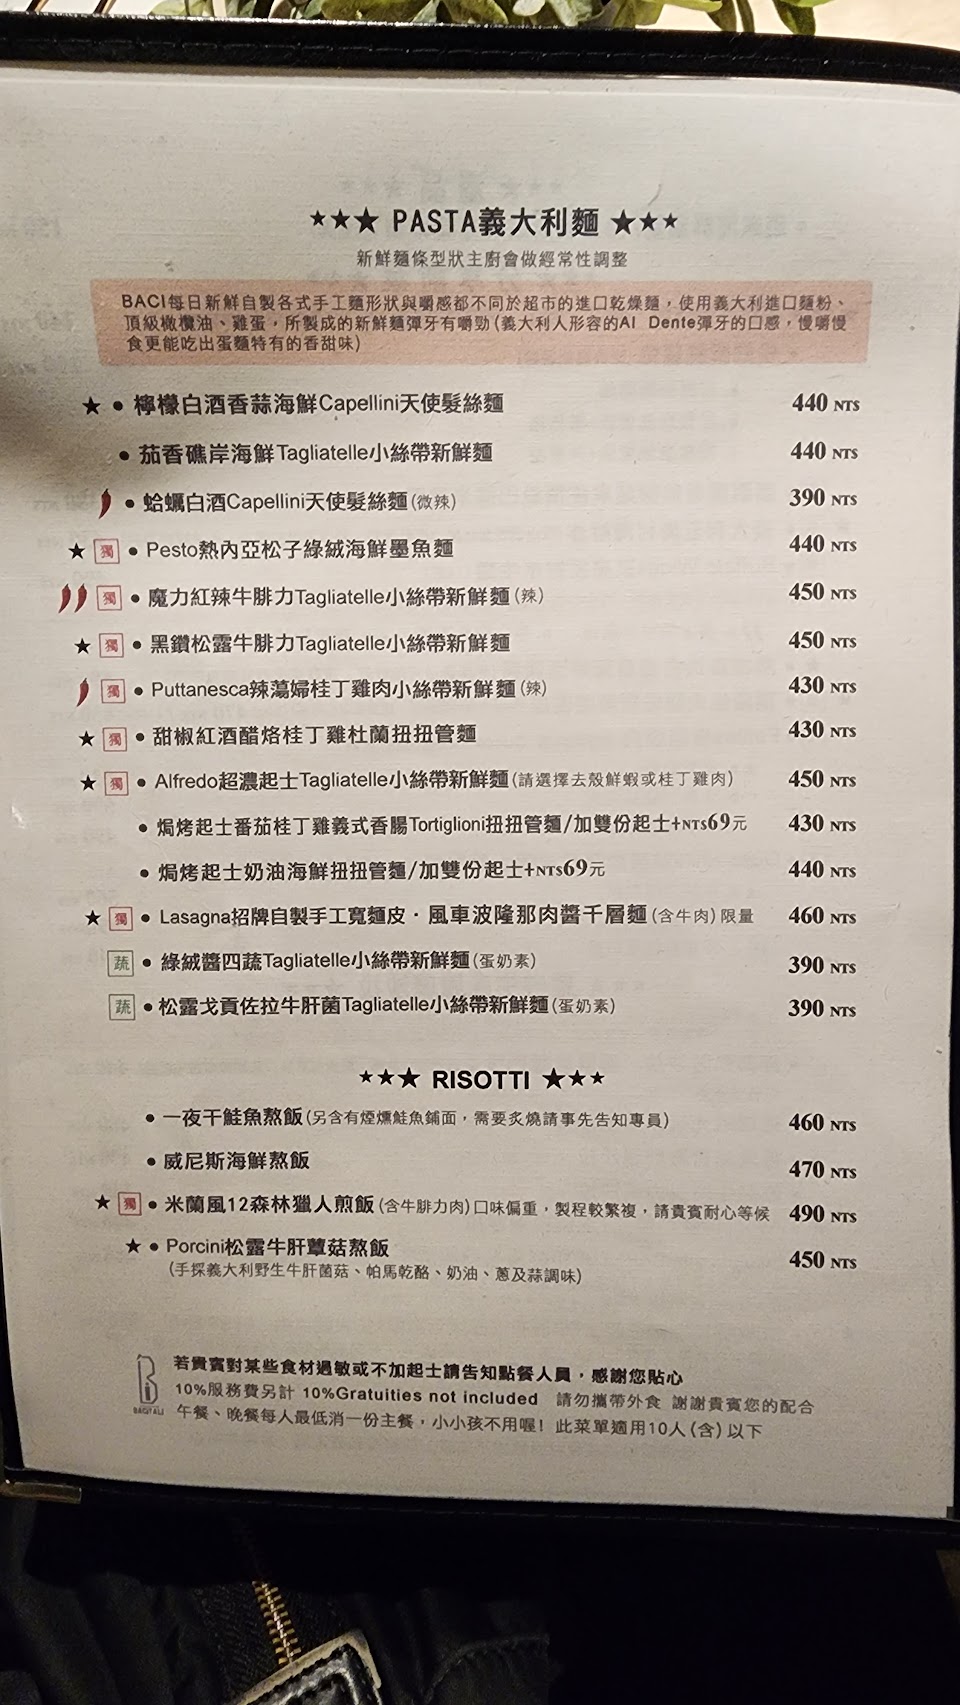 ★★★ PASTA義大利麵 ★★★
新鮮麵條型狀主廚會做經常性調整
BACI每日新鮮自製各式手工麵形狀與嚼感都不同於超市的進口乾燥麵，使用義大利進口麵粉、
頂級橄欖油、雞蛋，所製成的新鮮麵彈牙有嚼勁(義大利人形容的Al Dente彈牙的口感，慢嚼慢
食更能吃出蛋麵特有的香甜味)
★ • 檸檬白酒香蒜海鮮Capellini天使髮絲麵 440 NT$
• 茄香礁岸海鮮Tagliatelle小絲帶新鮮麵 440 NT$
• 蛤蠣白酒Capellini天使髮絲麵(微辣) 390 NT$
★ 獨 • Pesto熱內亞松子綠絨海鮮墨魚麵 440 NT$
獨 • 魔力紅辣牛腓力Tagliatelle小絲帶新鮮麵(辣) 450 NT$
★ 獨 • 黑鑽松露牛腓力Tagliatelle小絲帶新鮮麵 450 NT$
獨 • Puttanesca辣蕩婦桂丁雞肉小絲帶新鮮麵(辣) 430 NT$
★ 獨 • 甜椒紅酒醋烙桂丁雞杜蘭扭扭管麵 430 NT$
★ 獨 • Alfredo超濃起士Tagliatelle小絲帶新鮮麵(請選擇去殼鮮蝦或桂丁雞肉) 450 NT$
• 焗烤起士番茄桂丁雞義式香腸Tortiglioni扭扭管麵/加雙份起士+NT$69元 430 NT$
• 焗烤起士奶油海鮮扭扭管麵/加雙份起士+NT$69元 440 NT$
★ 獨 • Lasagna招牌自製手工寬麵皮·風車波隆那肉醬千層麵(含牛肉)限量 460 NT$
蔬 • 綠絨醬四蔬Tagliatelle小絲帶新鮮麵(蛋奶素) 390 NT$
蔬 • 松露戈貢佐拉牛肝菌Tagliatelle小絲帶新鮮麵(蛋奶素) 390 NT$
★★★ RISOTTI ★★★
• 一夜干鮭魚熬飯(另含有煙燻鮭魚鋪面，需要炙燒請事先告知專員) 460 NT$
• 威尼斯海鮮熬飯 470 NT$
★ 獨 • 米蘭風12森林獵人煎飯(含牛腓力肉)口味偏重，製程較繁複，請貴賓耐心等候 490 NT$
★ • Porcini松露牛肝蕈菇熬飯 450 NT$
(手採義大利野生牛肝菌菇、帕馬乾酪、奶油、蔥及蒜調味)
若貴賓對某些食材過敏或不加起士請告知點餐人員，感謝您貼心
10%服務費另計 10%Gratuities not included 請勿攜帶外食 謝謝貴賓您的配合
午餐、晚餐每人最低消一份主餐，小小孩不用喔! 此菜單適用10人(含)以下